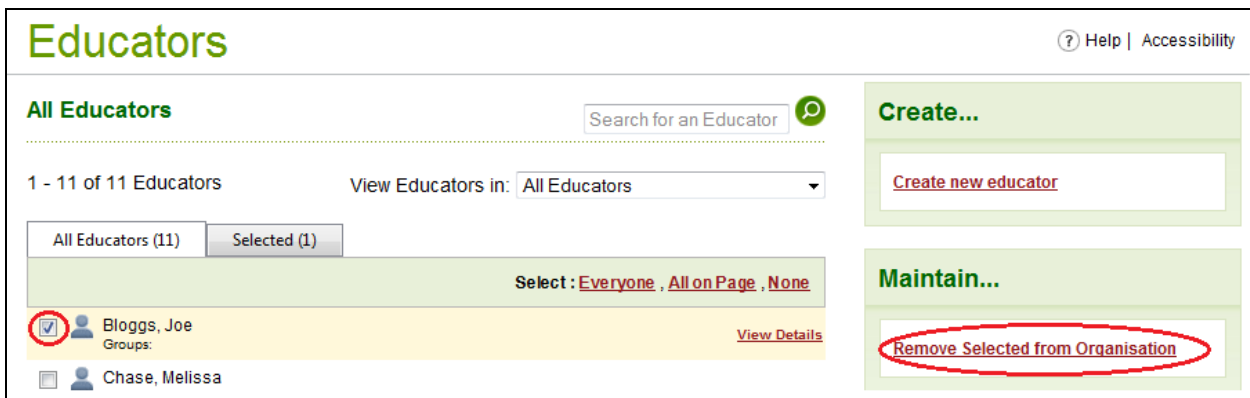 Educators
? Help | Accessibility
All Educators
Search for an Educator
1 - 11 of 11 Educators
View Educators in: All Educators
All Educators (11)
Selected (1)
Select : Everyone , All on Page , None
Bloggs, Joe
Groups:
View Details
Chase, Melissa
Create...
Create new educator
Maintain...
Remove Selected from Organisation